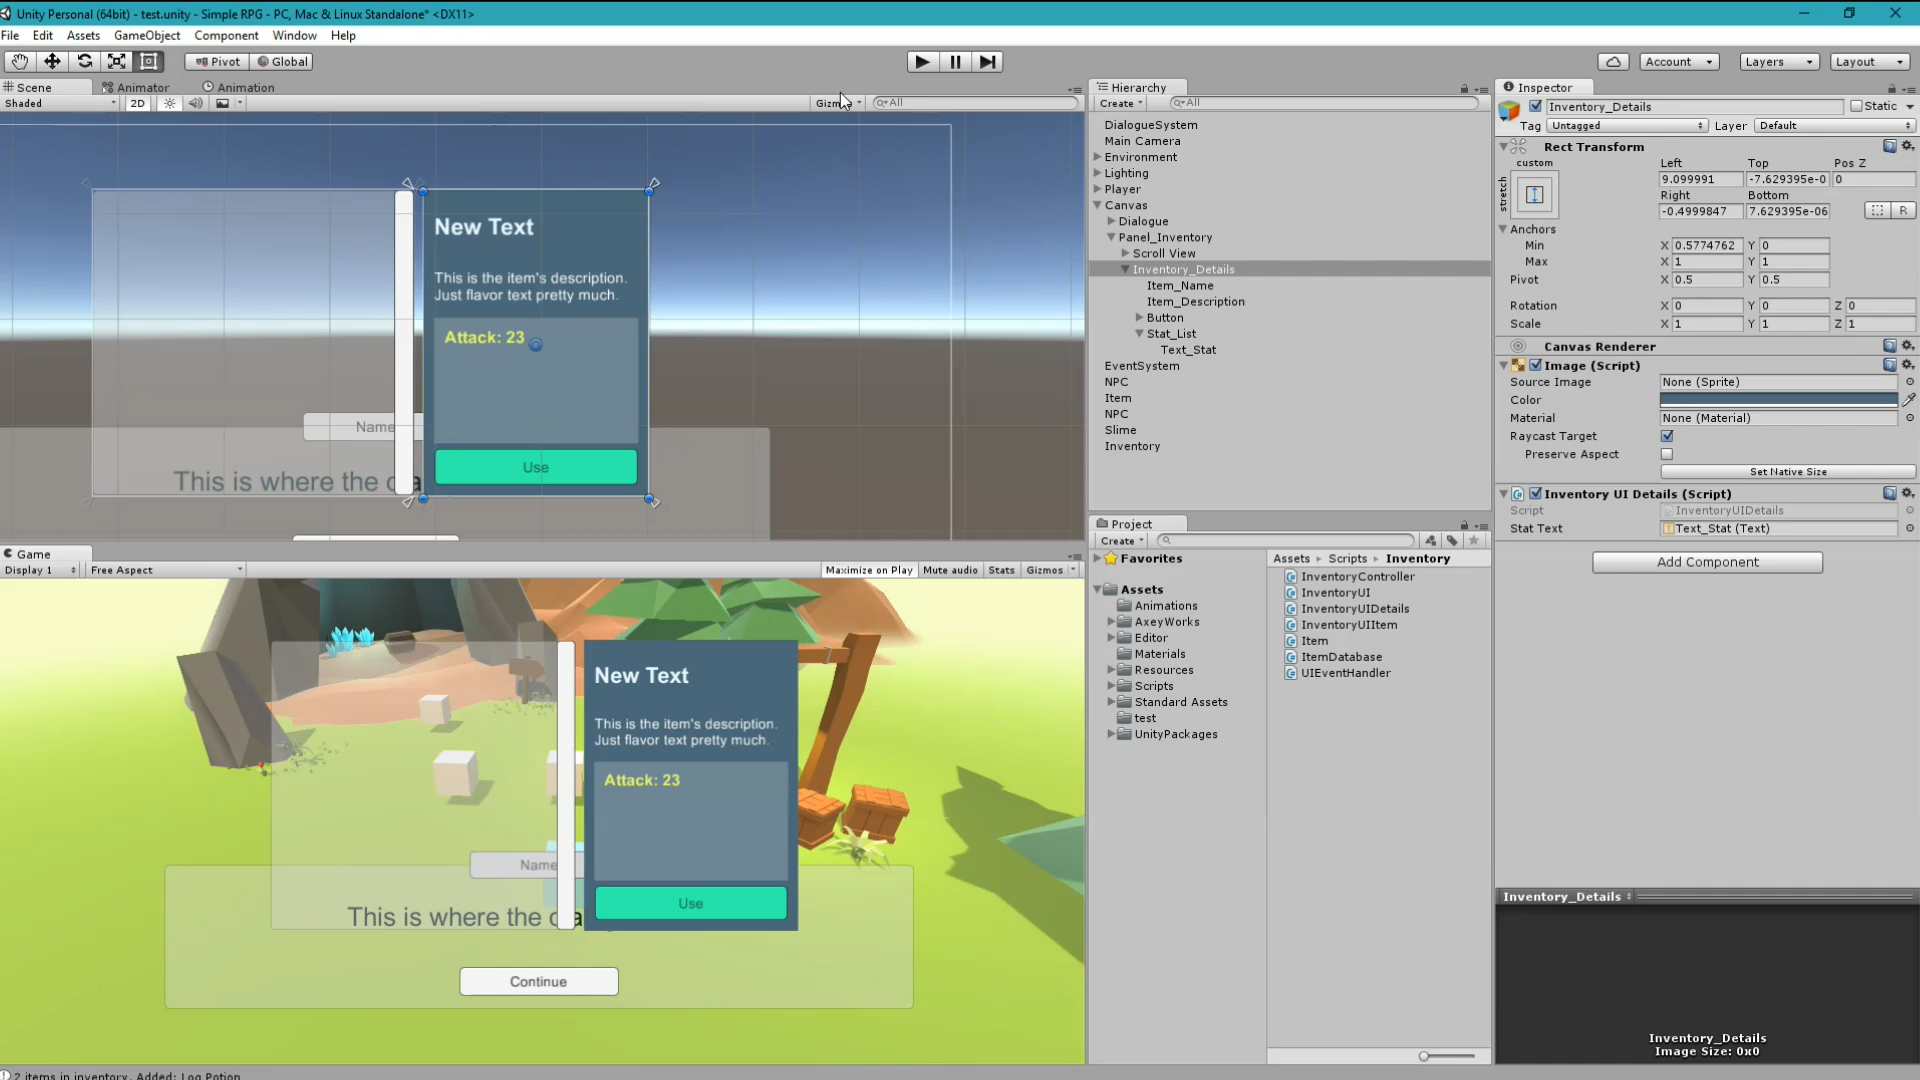 Unity Personal (64bit) - test.unity - Simple RPG - PC, Mac & Linux Standalone* <DX11>
File Edit Assets GameObject Component Window Help
Pivot Global Account Layers Layout
Scene Animator Animation
Shaded 2D Gizm All
New Text
This is the item's description.
Just flavor text pretty much.
Attack: 23
Name
This is where the
Use
Game
Display 1 Free Aspect Maximize on Play Mute audio Stats Gizmos
New Text
This is the item's description.
Just flavor text pretty much.
Attack: 23
Name
This is where the
Use
Continue
2 items in inventory. Added: Log Potion
Hierarchy
Create All
DialogueSystem
Main Camera
Environment
Lighting
Player
Canvas
Dialogue
Panel_Inventory
Scroll View
Inventory_Details
Item_Name
Item_Description
Button
Stat_List
Text_Stat
EventSystem
NPC
Item
NPC
Slime
Inventory
Project
Create
Favorites
Assets
Animations
AxeyWorks
Editor
Materials
Resources
Scripts
Standard Assets
test
UnityPackages
Assets Scripts Inventory
InventoryController
InventoryUI
InventoryUIDetails
InventoryUIItem
Item
ItemDatabase
UIEventHandler
Inspector
Inventory_Details Static
Tag Untagged Layer Default
Rect Transform
custom Left Top Pos Z
stretch 9.099991 -7.629395e-0 0
Right Bottom
-0.4999847 7.629395e-06 R
Anchors
Min X 0.5774762 Y 0
Max X 1 Y 1
Pivot X 0.5 Y 0.5
Rotation X 0 Y 0 Z 0
Scale X 1 Y 1 Z 1
Canvas Renderer
Image (Script)
Source Image None (Sprite)
Color
Material None (Material)
Raycast Target
Preserve Aspect
Set Native Size
Inventory UI Details (Script)
Script InventoryUIDetails
Stat Text Text_Stat (Text)
Add Component
Inventory_Details
Inventory_Details
Image Size: 0x0